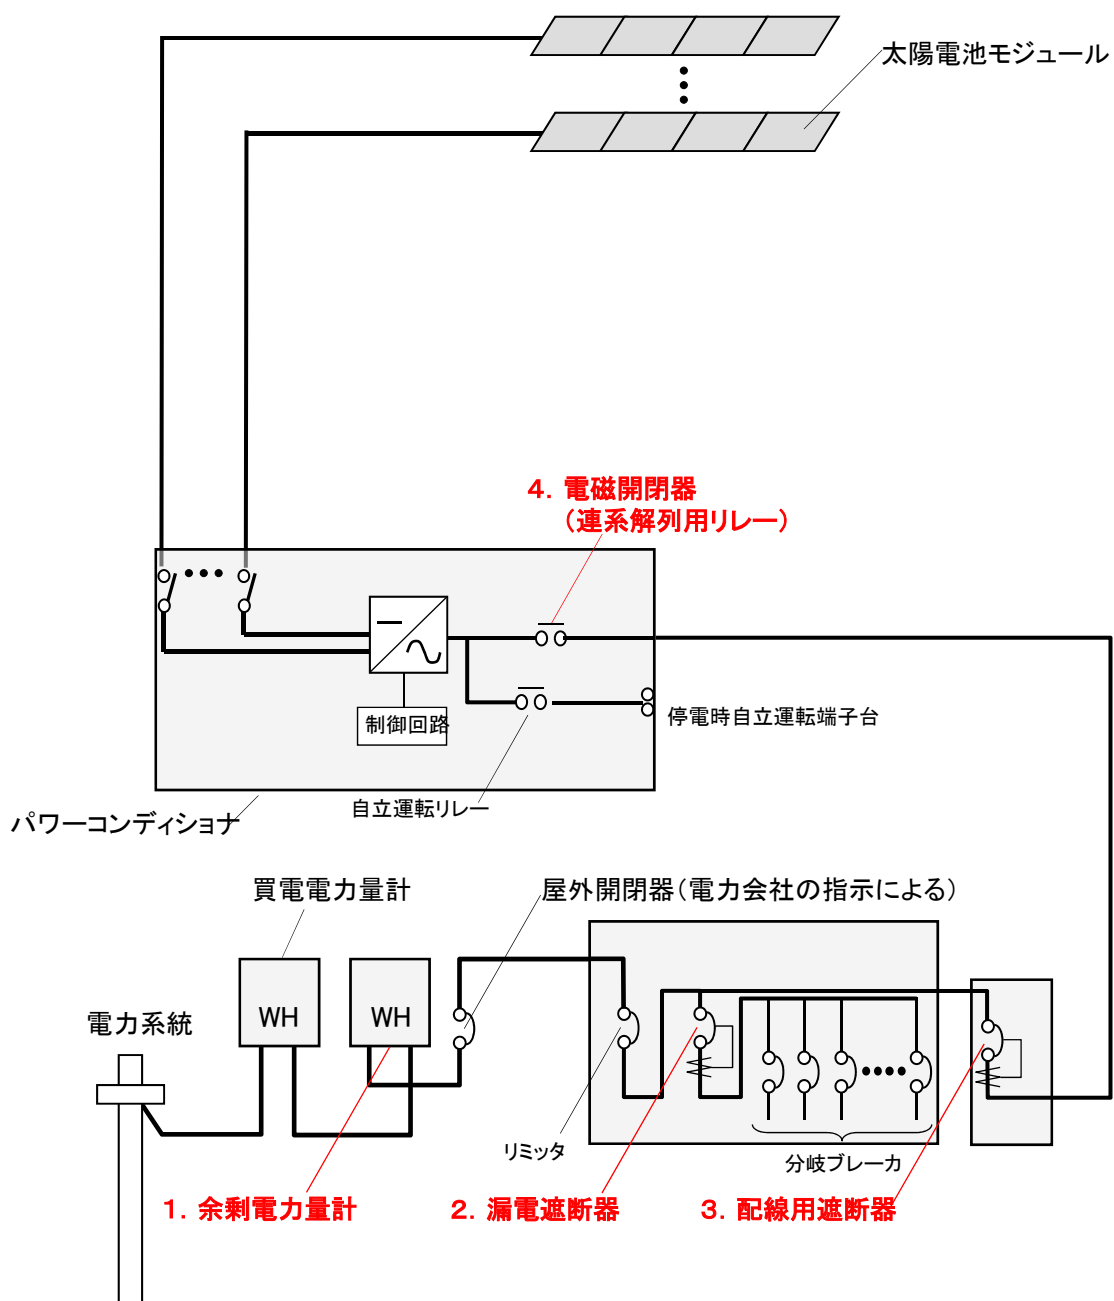 太陽電池モジュール
4. 電磁開閉器
(連系解列用リレー)
制御回路
停電時自立運転端子台
自立運転リレー
パワーコンディショナ
買電電力量計
屋外開閉器(電力会社の指示による)
WH
WH
電力系統
リミッタ
分岐ブレーカ
1. 余剰電力量計
2. 漏電遮断器
3. 配線用遮断器